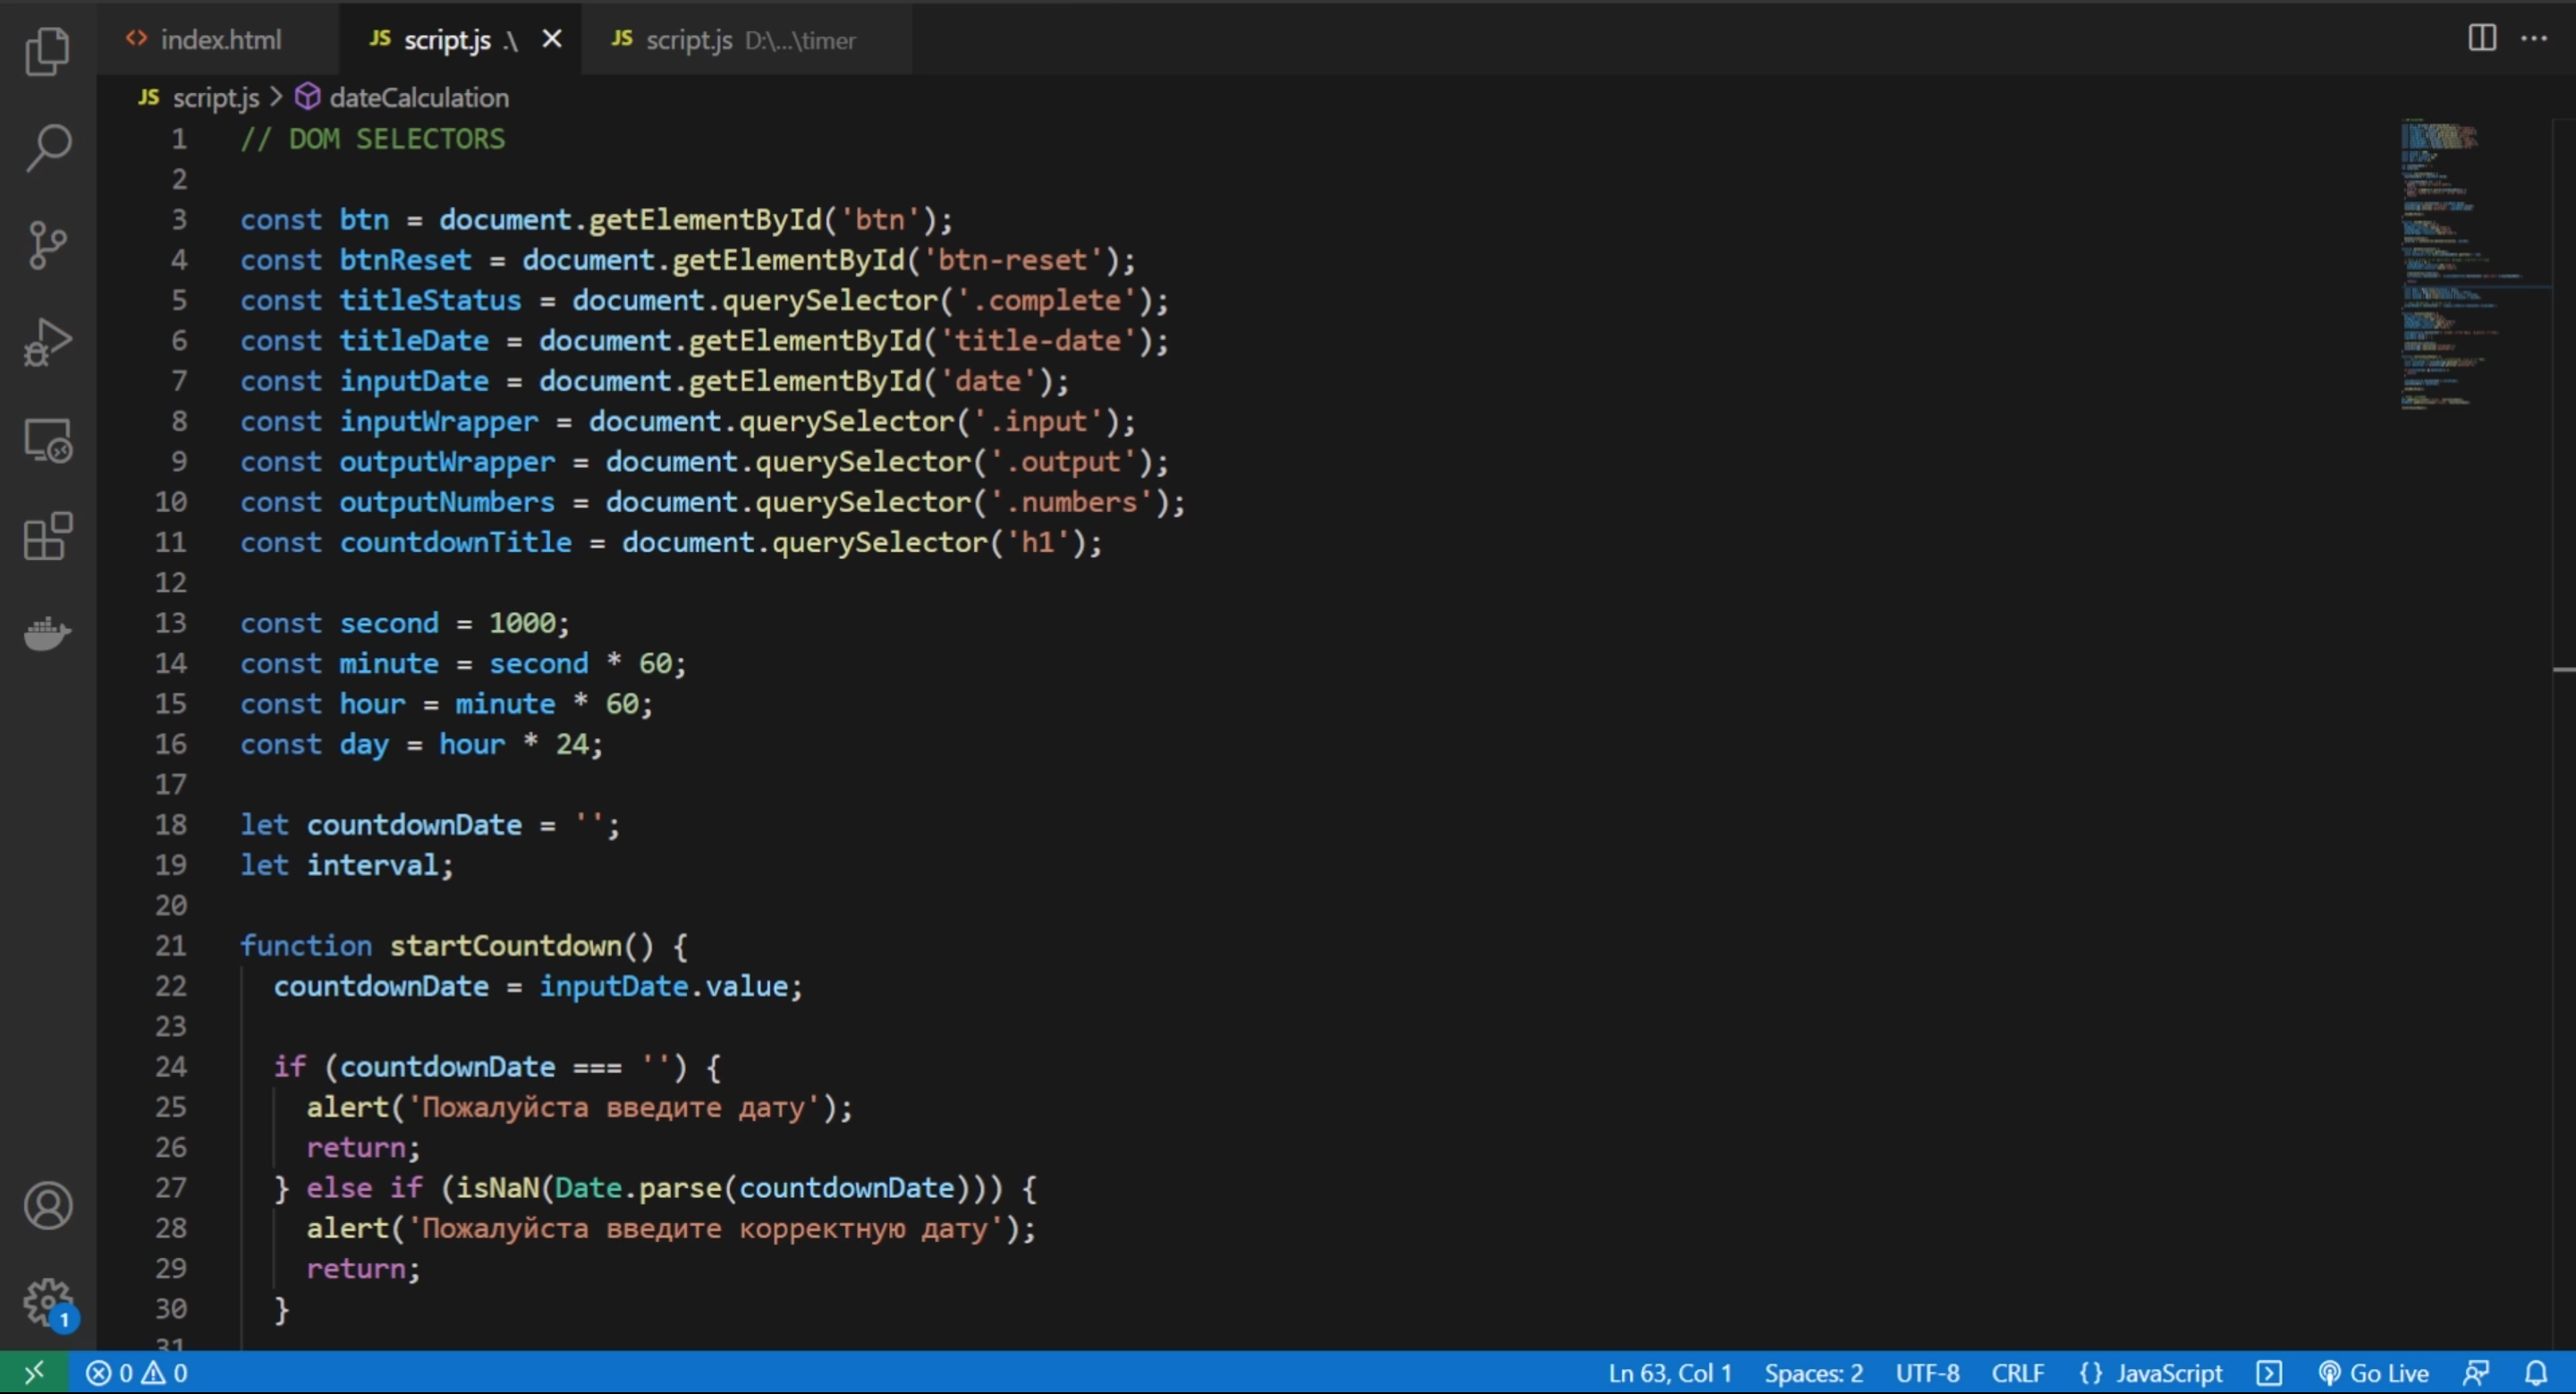 index.html
JS script.js .\
JS script.js D:\...\timer
JS script.js > dateCalculation
1 // DOM SELECTORS
2
3 const btn = document.getElementById('btn');
4 const btnReset = document.getElementById('btn-reset');
5 const titleStatus = document.querySelector('.complete');
6 const titleDate = document.getElementById('title-date');
7 const inputDate = document.getElementById('date');
8 const inputWrapper = document.querySelector('.input');
9 const outputWrapper = document.querySelector('.output');
10 const outputNumbers = document.querySelector('.numbers');
11 const countdownTitle = document.querySelector('h1');
12
13 const second = 1000;
14 const minute = second * 60;
15 const hour = minute * 60;
16 const day = hour * 24;
17
18 let countdownDate = '';
19 let interval;
20
21 function startCountdown() {
22 countdownDate = inputDate.value;
23
24 if (countdownDate === '') {
25 alert('Пожалуйста введите дату');
26 return;
27 } else if (isNaN(Date.parse(countdownDate))) {
28 alert('Пожалуйста введите корректную дату');
29 return;
30 }
31
1
0 0 Ln 63, Col 1 Spaces: 2 UTF-8 CRLF {} JavaScript Go Live